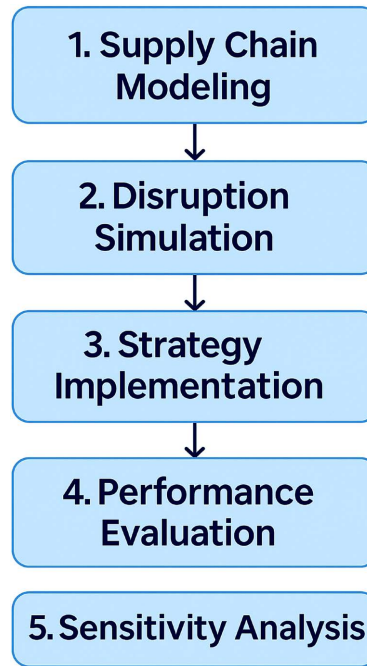 1. Supply Chain
Modeling
2. Disruption
Simulation
3. Strategy
Implementation
4. Performance
Evaluation
5. Sensitivity Analysis